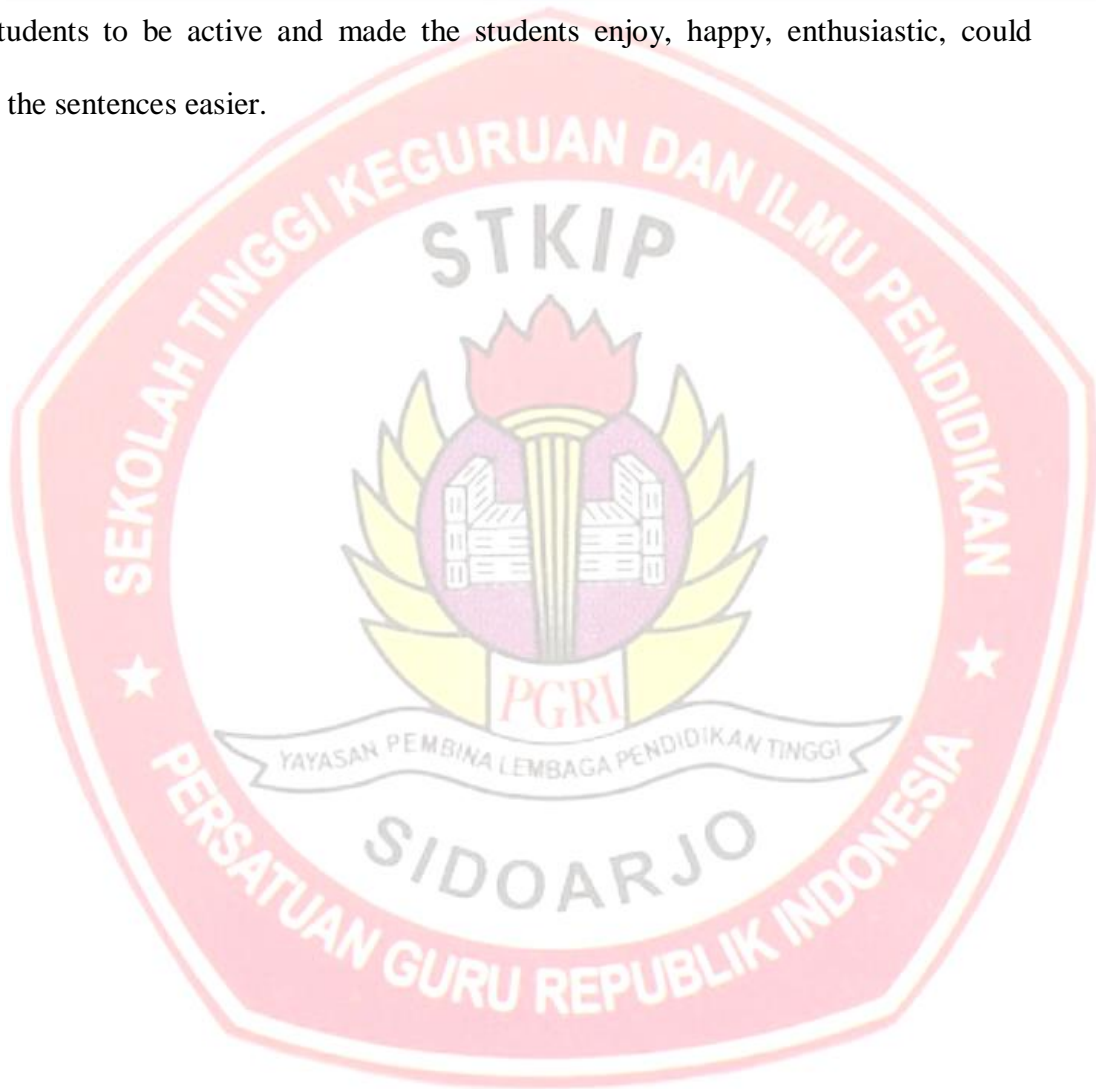 tudents to be active and made the students enjoy, happy, enthusiastic, could
the sentences easier.
SEKOLAH TINGGI KEGURUAN DAN ILMU PENDIDIKAN
STKIP
PGRI
YAYASAN PEMBINA LEMBAGA PENDIDIKAN TINGGI
SIDOARJO
PERSATUAN GURU REPUBLIK INDONESIA